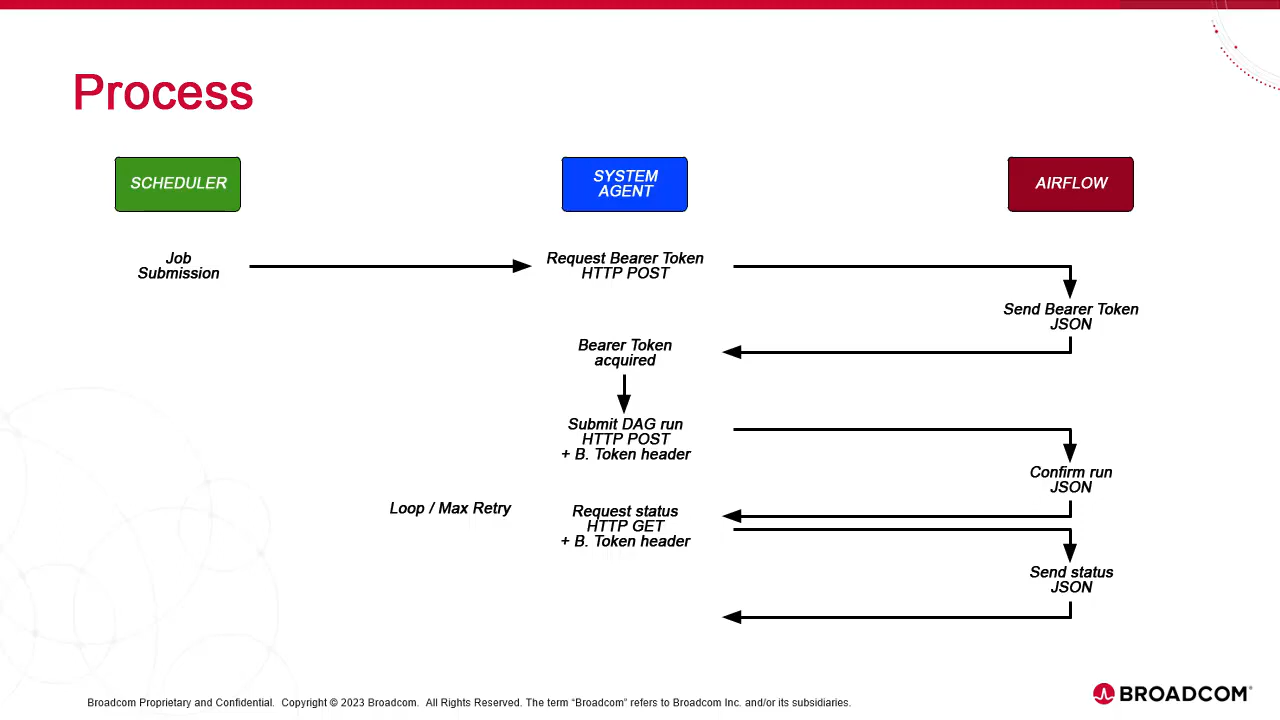 Process
SCHEDULER
SYSTEM
AGENT
AIRFLOW
Job
Submission
Request Bearer Token
HTTP POST
Send Bearer Token
JSON
Bearer Token
acquired
Submit DAG run
HTTP POST
+ B. Token header
Confirm run
JSON
Loop / Max Retry
Request status
HTTP GET
+ B. Token header
Send status
JSON
Broadcom Proprietary and Confidential. Copyright © 2023 Broadcom. All Rights Reserved. The term “Broadcom” refers to Broadcom Inc. and/or its subsidiaries.
BROADCOM®